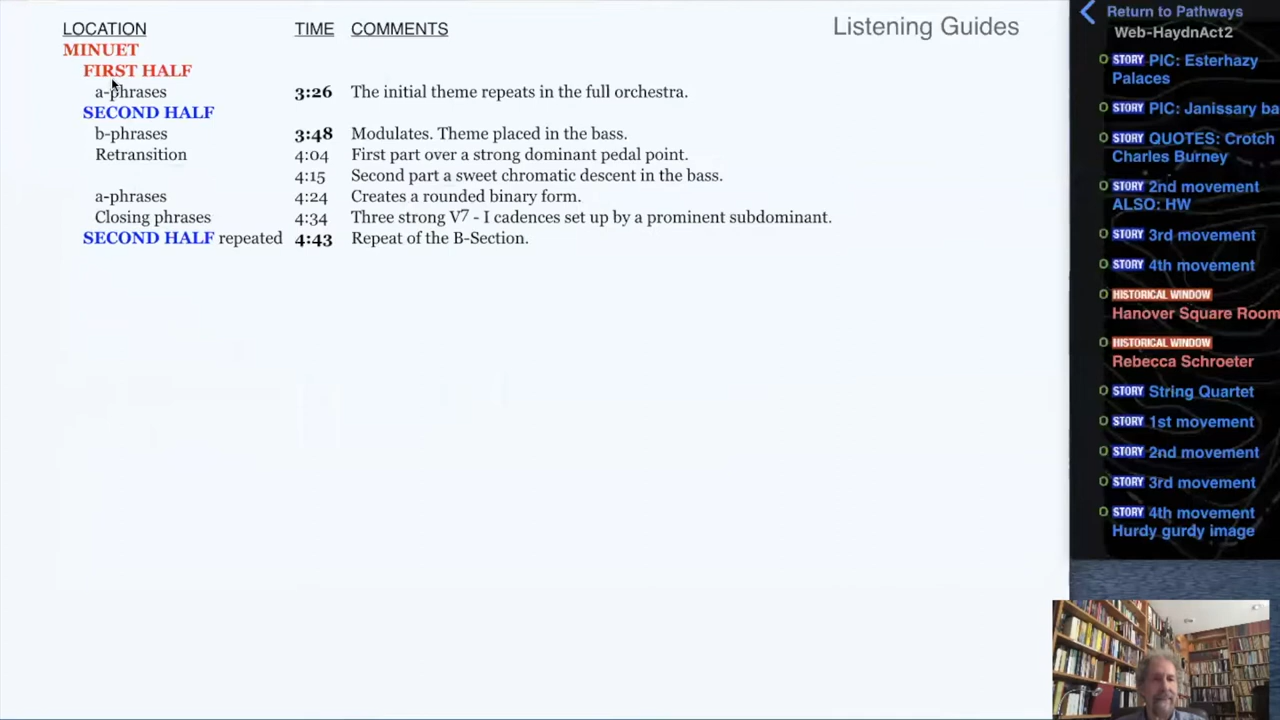 LOCATION TIME COMMENTS
Listening Guides
MINUET
FIRST HALF
a-phrases 3:26 The initial theme repeats in the full orchestra.
SECOND HALF
b-phrases 3:48 Modulates. Theme placed in the bass.
Retransition 4:04 First part over a strong dominant pedal point.
4:15 Second part a sweet chromatic descent in the bass.
a-phrases 4:24 Creates a rounded binary form.
Closing phrases 4:34 Three strong V7 - I cadences set up by a prominent subdominant.
SECOND HALF repeated 4:43 Repeat of the B-Section.
Return to Pathways
Web-HaydnAct2
STORY PIC: Esterhazy
Palaces
STORY PIC: Janissary ba
STORY QUOTES: Crotch
Charles Burney
STORY 2nd movement
ALSO: HW
STORY 3rd movement
STORY 4th movement
HISTORICAL WINDOW
Hanover Square Room
HISTORICAL WINDOW
Rebecca Schroeter
STORY String Quartet
STORY 1st movement
STORY 2nd movement
STORY 3rd movement
STORY 4th movement
Hurdy gurdy image